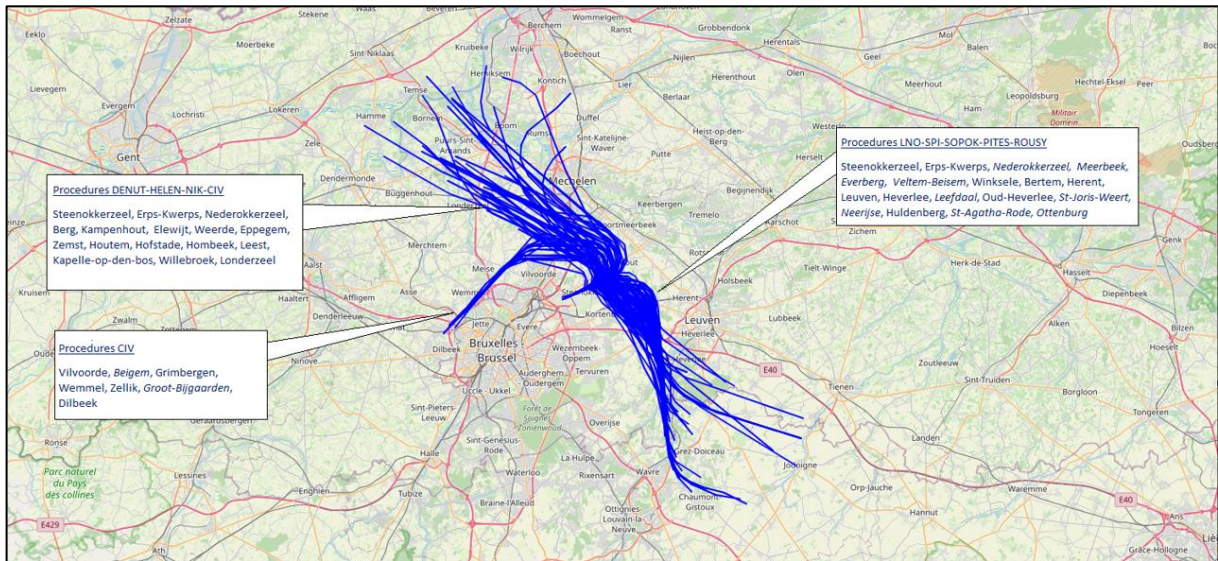 Zelzate
Stekene
Beveren
Berchem
Wommelgem
Ranst
Grobbendonk
Eeklo
Moerbeke
Sint-Niklaas
Kruibeke
Wilrijk
Boechout
Nijlen
Herentals
Mol
Balen
Lievegem
Temse
Hemiksem
Kontich
Lier
Herenthout
Olen
Geel
Meerhout
Hechtel-Eksel
Peer
Evergem
Lochristi
Lokeren
Hamme
Bornem
Boom
Rumst
Duffel
Berlaar
Westerlo
Leopoldsburg
Militair
Domein
Gent
Zele
Puurs-Sint-
Amands
Sint-Katelijne-
Waver
Putte
Heist-op-den-
Berg
Herselt
Oudsberg
Dendermonde
Buggenhout
Mechelen
Begijnendijk
Londerzeel
Keerbergen
Tremelo
Aarschot
Zichem
Boortmeerbeek
Merchtem
Rotselaar
Genk
Kruisem
Aalst
Asse
Meise
Vilvoorde
Tielt-Winge
Herk-de-Stad
Hasselt
Diepenbeek
Haaltert
Affligem
Wemmel
Holsbeek
Zwalm
Denderleeuw
Jette
Evere
Kortenberg
Herent
Leuven
Lubbeek
Alken
Bilzen
Ninove
Dilbeek
Bruxelles -
Brussel
Wezembeek-
Oppem
Heverlee
Heverlee
E40
Zoutleeuw
Hoeselt
Auderghem
Oudergem
Tervuren
Tienen
Sint-Truiden
Borgloon
Uccle - Ukkel
Forêt de
Soignes
Zoniënwoud
Sint-Pieters-
Leeuw
Overijse
Landen
Tongeren
Geraardsbergen
Ronse
Halle
Sint-Genesius-
Rode
La Hulpe
Grez-Doiceau
Jodoigne
Parc naturel
du Pays
des collines
Lessines
Enghien
Tubize
Waterloo
Rixensart
Wavre
Orp-Jauche
Waremme
Braine-l'Alleud
Chaumont-
Gistoux
E40
E429
Ottignies-
Louvain-la-
Neuve
Hannut
Ath
Grâce-Hollogne
Procedures DENUT-HELEN-NIK-CIV
Steenokkerzeel, Erps-Kwerps, Nederokkerzeel,
Berg, Kampenhout, Elewijt, Weerde, Eppegem,
Zemst, Houtem, Hofstade, Hombeek, Leest,
Kapelle-op-den-bos, Willebroek, Londerzeel
Procedures CIV
Vilvoorde, Beigem, Grimbergen,
Wemmel, Zellik, Groot-Bijgaarden,
Dilbeek
Procedures LNO-SPI-SOPOK-PITES-ROUSY
Steenokkerzeel, Erps-Kwerps, Nederokkerzeel, Meerbeek,
Everberg, Veltem-Beisem, Winksele, Bertem, Herent,
Leuven, Heverlee, Leefdaal, Oud-Heverlee, St-Joris-Weert,
Neerijse, Huldenberg, St-Agatha-Rode, Ottenburg